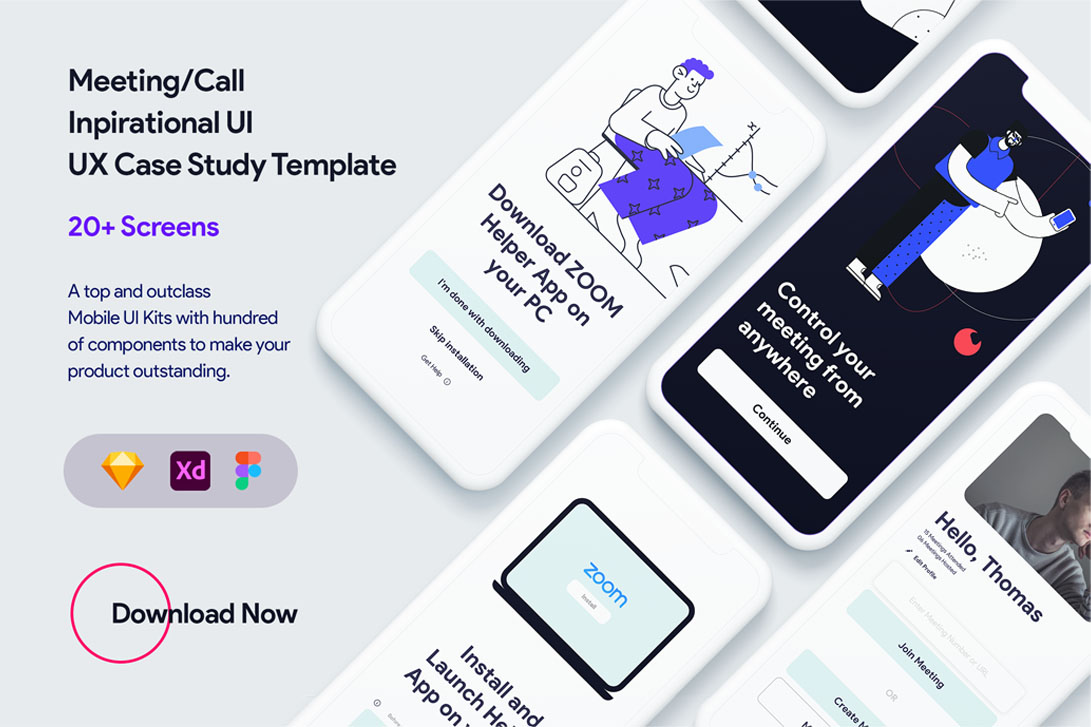 Meeting/Call
Inpirational UI
UX Case Study Template
20+ Screens
A top and outclass
Mobile UI Kits with hundred
of components to make your
product outstanding.
Xd
Download Now
Download ZOOM
Helper App on
your PC
I'm done with downloading
Skip Installation
Get Help
Control your
meeting from
anywhere
Continue
zoom
Install
Install and
Launch He
App on
Hello, Thomas
15 Meetings Attended
06 Meetings Hosted
Edit Profile
Enter Meeting Number or URL
Join Meeting
OR
Create M